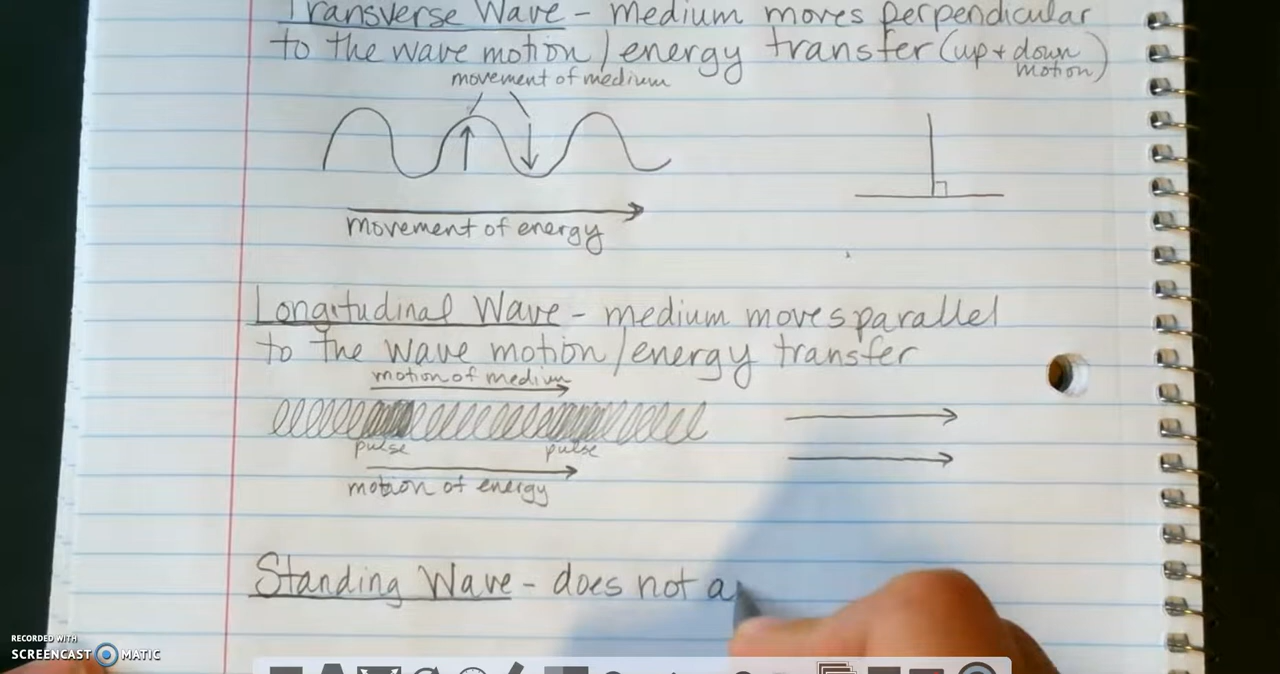 Transverse Wave - medium moves perpendicular
to the wave motion/energy transfer (up + down
motion)
movement of medium
movement of energy
Longitudinal Wave - medium moves parallel
to the wave motion/energy transfer
motion of medium
pulse pulse
motion of energy
Standing Wave - does not
RECORDED WITH
SCREENCAST MATIC